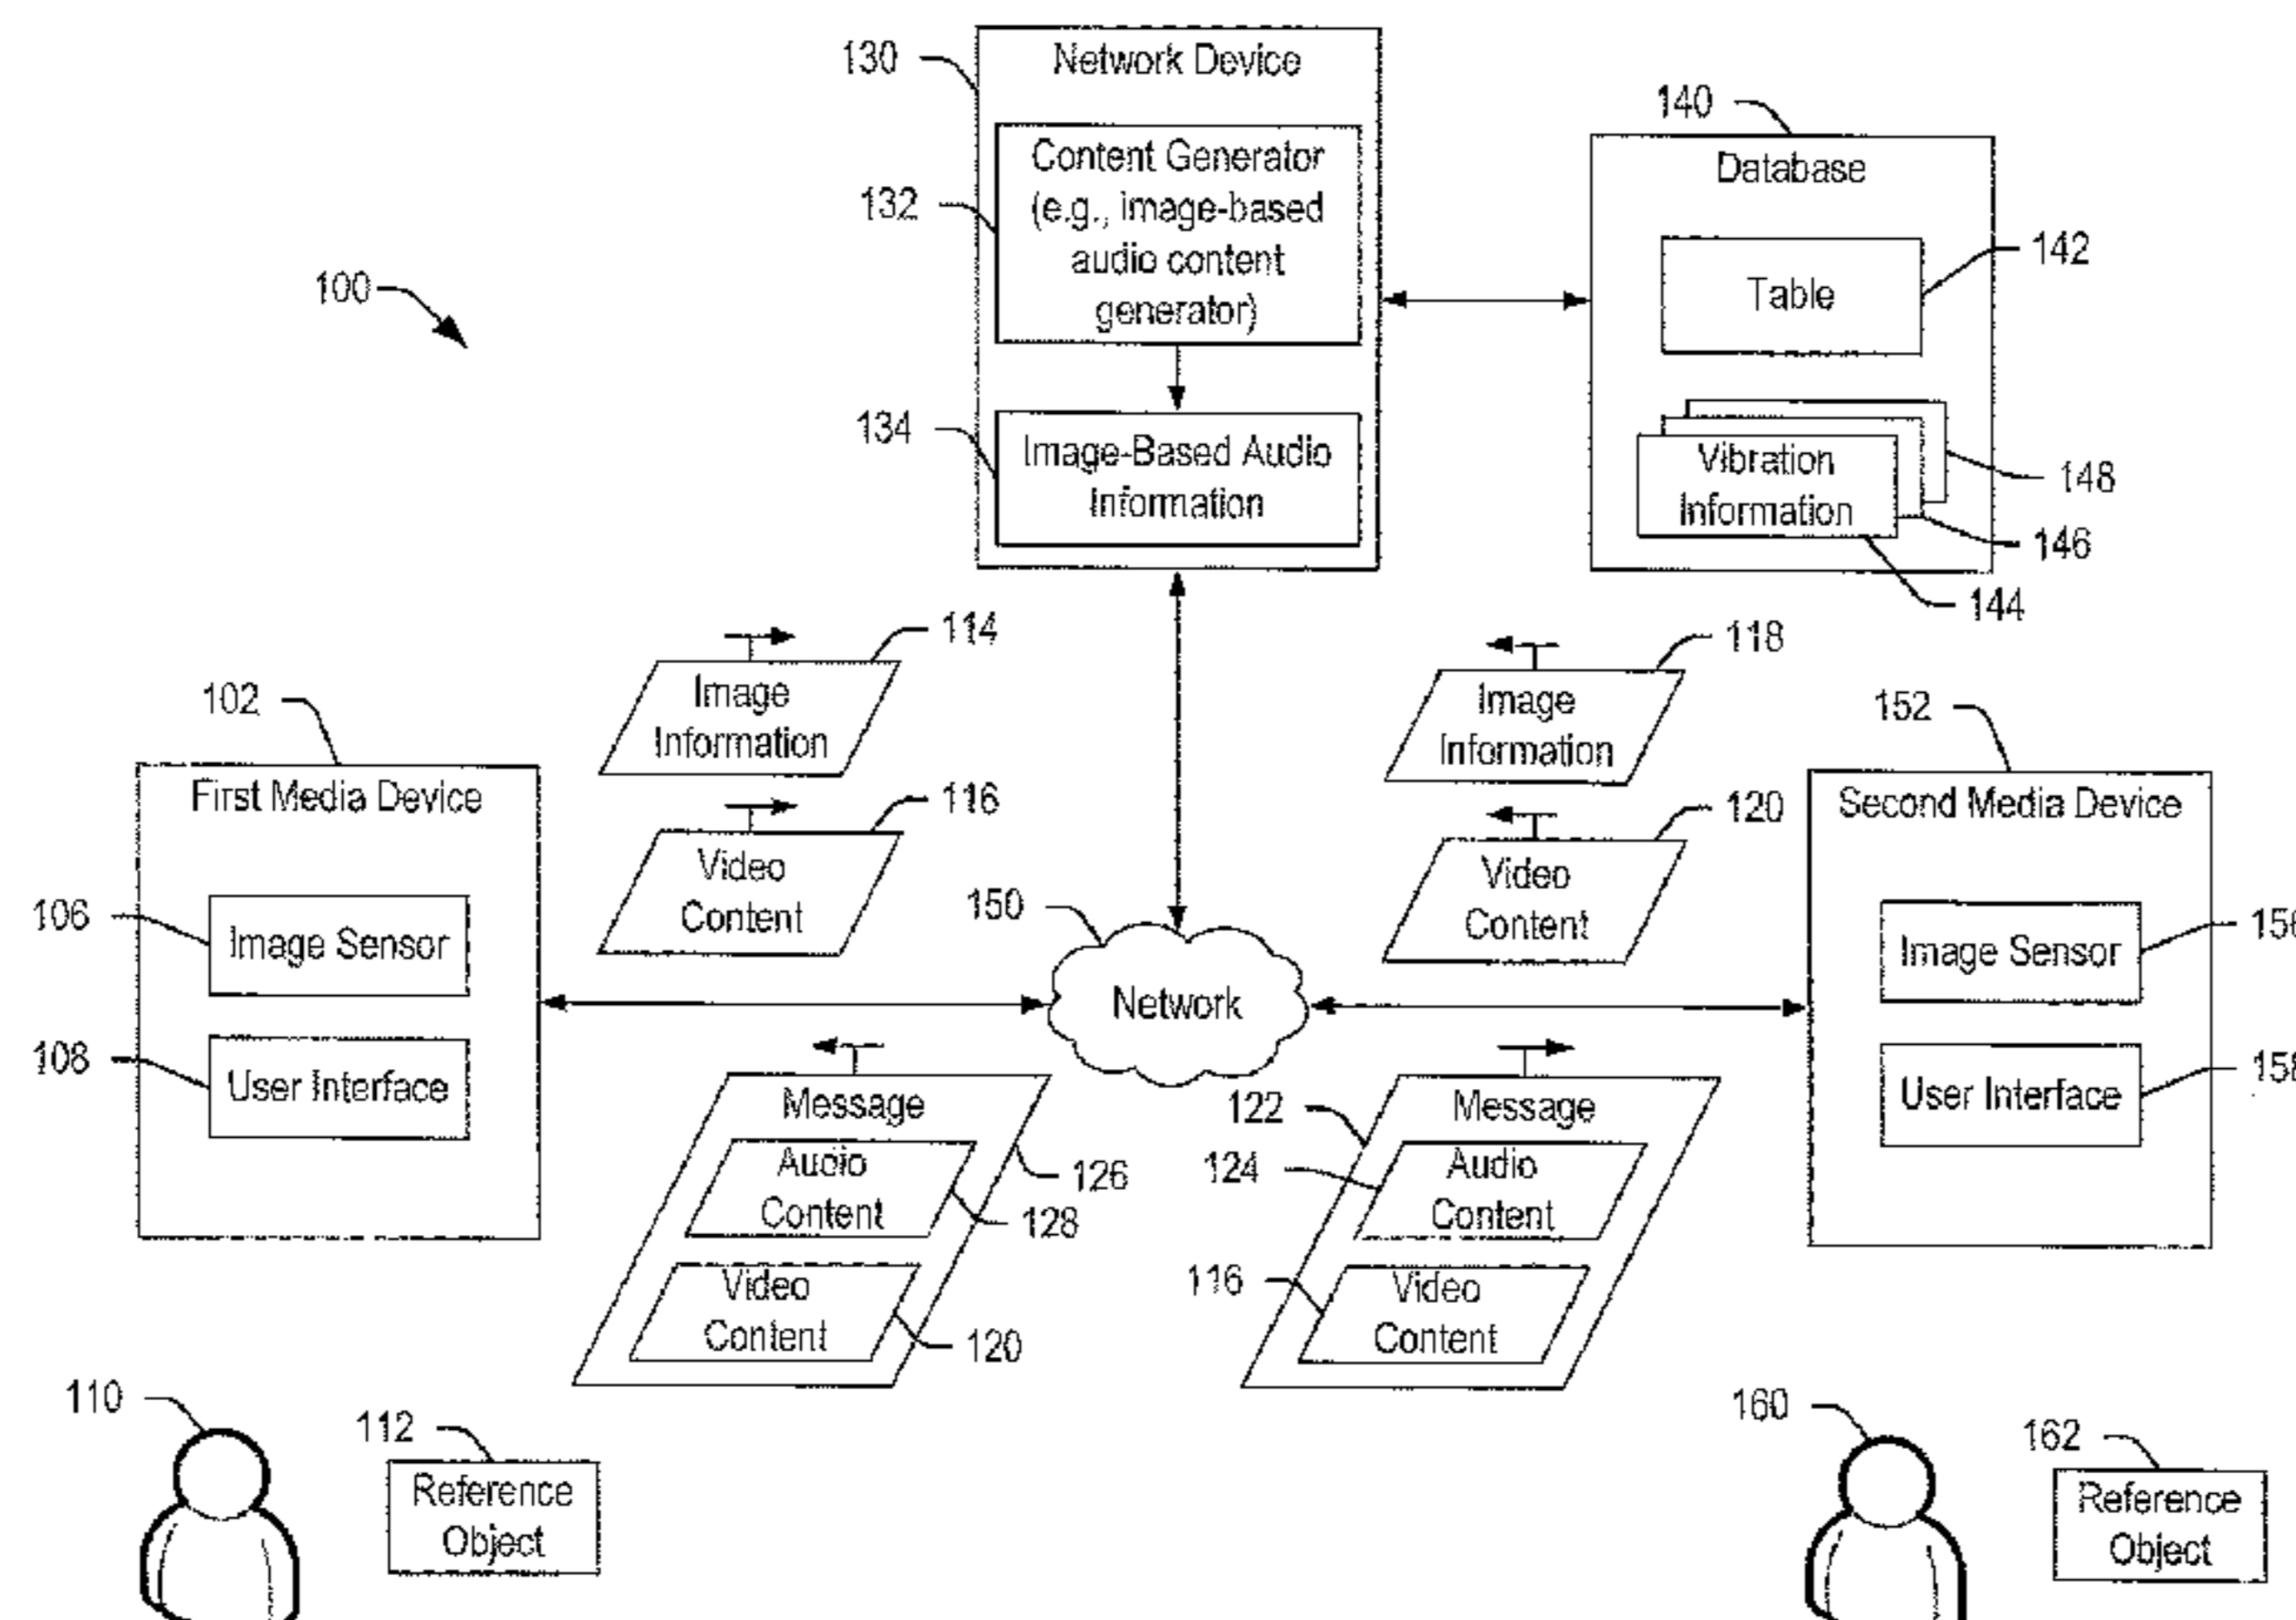 130
Network Device
132
Content Generator
(e.g., image-based
audio content
generator)
134
Image-Based Audio
Information
140
Database
142
Table
Vibration
Information
148
146
144
100
114
Image
Information
116
Video
Content
118
Image
Information
120
Video
Content
102
First Media Device
106
Image Sensor
108
User Interface
150
Network
152
Second Media Device
156
Image Sensor
158
User Interface
Message
126
Audio
Content
128
Video
Content
120
122
Message
124
Audio
Content
116
Video
Content
110
112
Reference
Object
160
162
Reference
Object